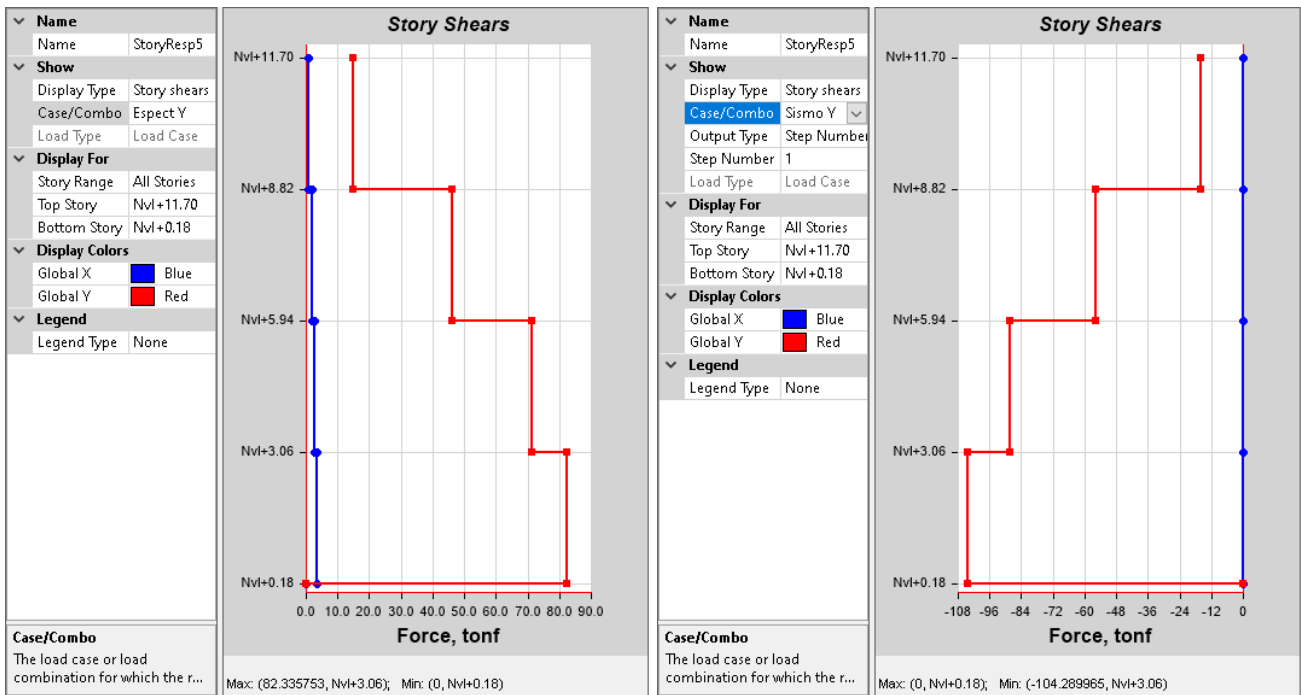 Name
Name StoryResp5
Show
Display Type Story shears
Case/Combo Espect Y
Load Type Load Case
Display For
Story Range All Stories
Top Story Nvl+11.70
Bottom Story Nvl+0.18
Display Colors
Global X Blue
Global Y Red
Legend
Legend Type None
Case/Combo
The load case or load
combination for which the r...
Story Shears
Nvl+11.70
Nvl+8.82
Nvl+5.94
Nvl+3.06
Nvl+0.18
0.0 10.0 20.0 30.0 40.0 50.0 60.0 70.0 80.0 90.0
Force, tonf
Max: (82.335753, Nvl+3.06); Min: (0, Nvl+0.18)
Name
Name StoryResp5
Show
Display Type Story shears
Case/Combo Sismo Y
Output Type Step Number
Step Number 1
Load Type Load Case
Display For
Story Range All Stories
Top Story Nvl+11.70
Bottom Story Nvl+0.18
Display Colors
Global X Blue
Global Y Red
Legend
Legend Type None
Case/Combo
The load case or load
combination for which the r...
Story Shears
Nvl+11.70
Nvl+8.82
Nvl+5.94
Nvl+3.06
Nvl+0.18
-108 -96 -84 -72 -60 -48 -36 -24 -12 0
Force, tonf
Max: (0, Nvl+0.18); Min: (-104.289965, Nvl+3.06)